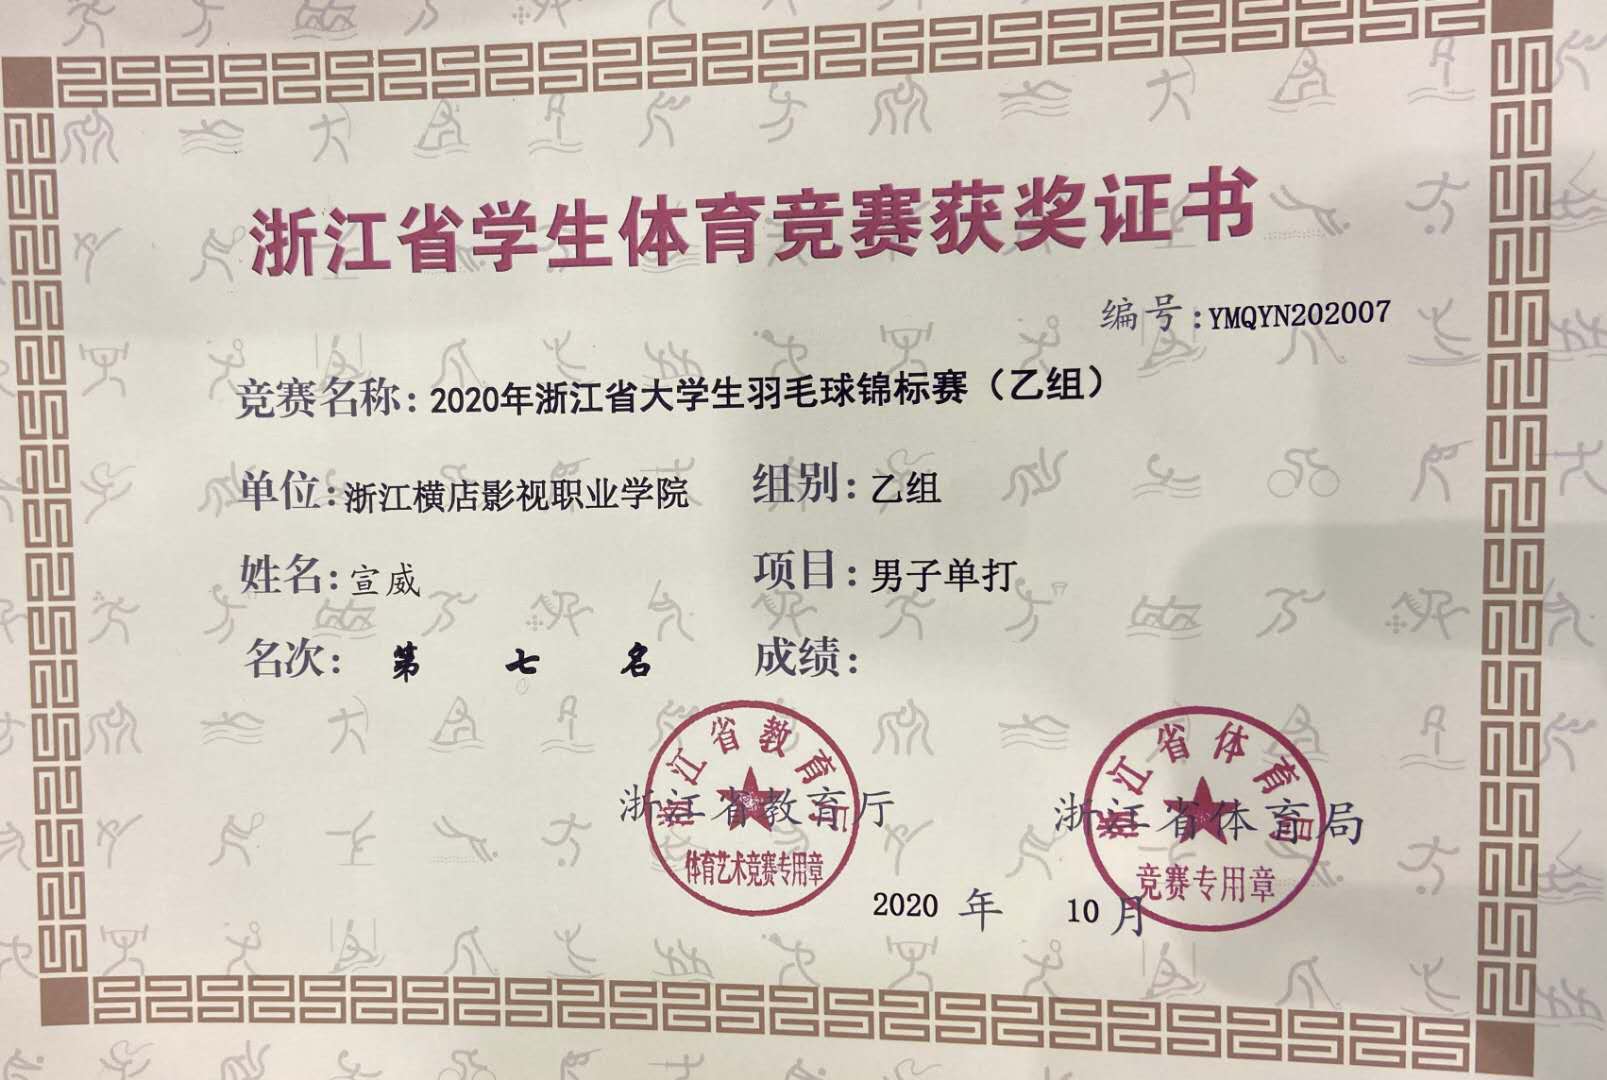 浙江省学生体育竞赛获奖证书
编号:YMQYN202007
竞赛名称:2020年浙江省大学生羽毛球锦标赛（乙组）
单位:浙江横店影视职业学院 组别:乙组
姓名:宣威 项目:男子单打
名次: 第 七 名 成绩:
浙江省教育厅
体育艺术竞赛专用章
浙江省教育厅 浙江省体育局
浙江省体育局
竞赛专用章
2020 年 10 月